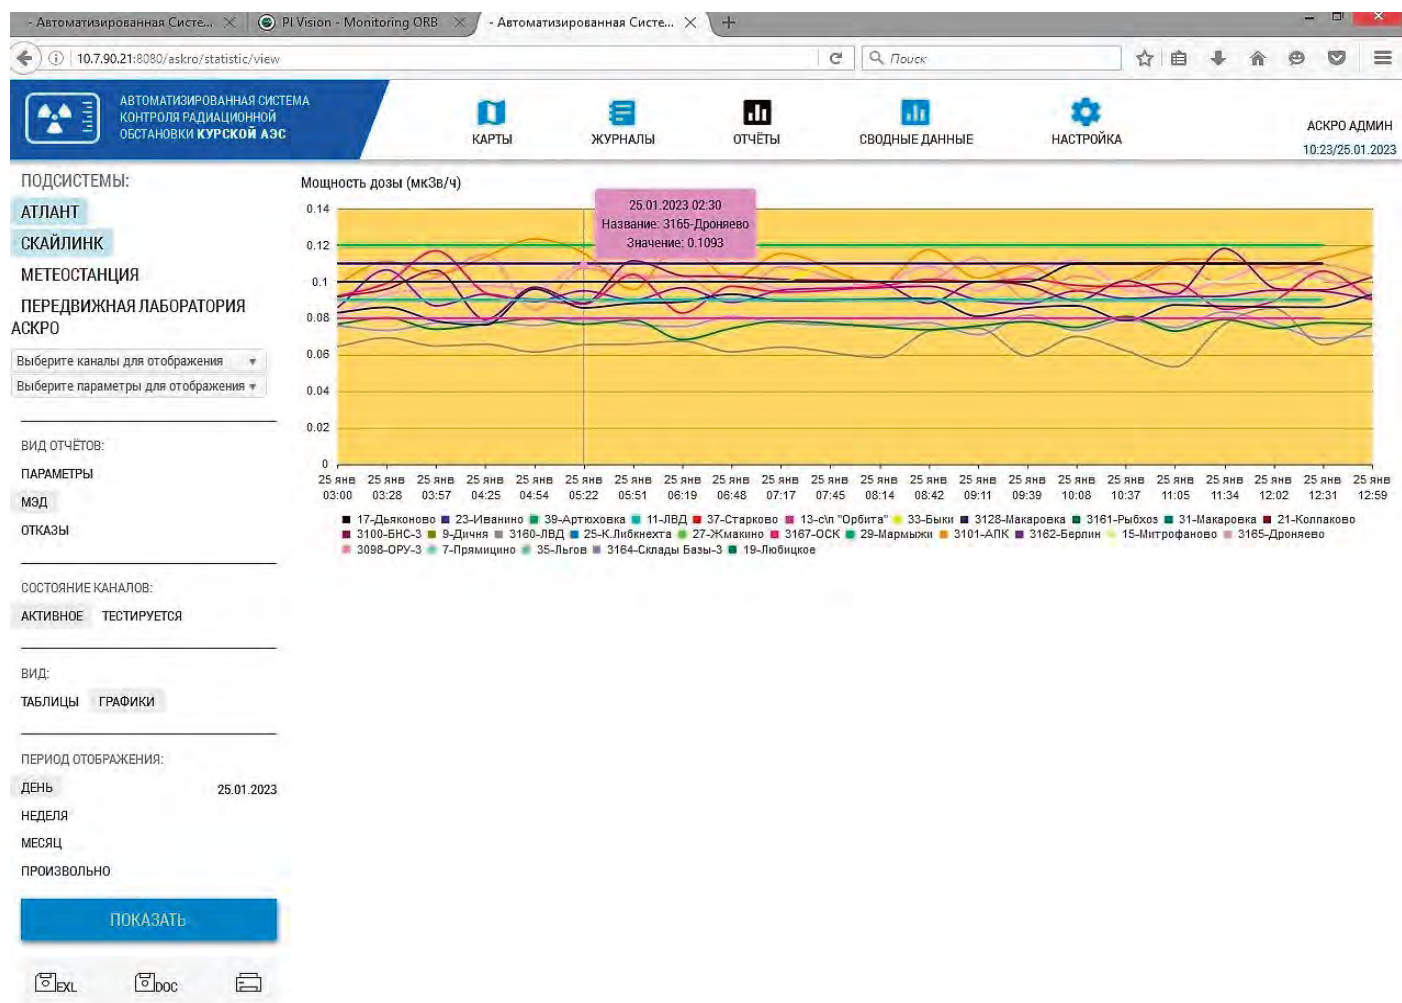 - Автоматизированная Систе...
PI Vision - Monitoring ORB
- Автоматизированная Систе...
10.7.90.21:8080/askro/statistic/view
Поиск
АВТОМАТИЗИРОВАННАЯ СИСТЕМА
КОНТРОЛЯ РАДИАЦИОННОЙ
ОБСТАНОВКИ КУРСКОЙ АЭС
КАРТЫ
ЖУРНАЛЫ
ОТЧЁТЫ
СВОДНЫЕ ДАННЫЕ
НАСТРОЙКА
АСКРО АДМИН
10:23/25.01.2023
ПОДСИСТЕМЫ:
АТЛАНТ
СКАЙЛИНК
МЕТЕОСТАНЦИЯ
ПЕРЕДВИЖНАЯ ЛАБОРАТОРИЯ
АСКРО
Выберите каналы для отображения
Выберите параметры для отображения
ВИД ОТЧЁТОВ:
ПАРАМЕТРЫ
МЭД
ОТКАЗЫ
СОСТОЯНИЕ КАНАЛОВ:
АКТИВНОЕ ТЕСТИРУЕТСЯ
ВИД:
ТАБЛИЦЫ ГРАФИКИ
ПЕРИОД ОТОБРАЖЕНИЯ:
ДЕНЬ 25.01.2023
НЕДЕЛЯ
МЕСЯЦ
ПРОИЗВОЛЬНО
ПОКАЗАТЬ
EXL DOC
Мощность дозы (мкЗв/ч)
25.01.2023 02:30
Название: 3165-Дроняево
Значение: 0.1093
0.14
0.12
0.1
0.08
0.06
0.04
0.02
0
25 янв 25 янв 25 янв 25 янв 25 янв 25 янв 25 янв 25 янв 25 янв 25 янв 25 янв 25 янв 25 янв 25 янв 25 янв 25 янв 25 янв 25 янв 25 янв 25 янв 25 янв 25 янв
03:00 03:28 03:57 04:25 04:54 05:22 05:51 06:19 06:48 07:17 07:45 08:14 08:42 09:11 09:39 10:08 10:37 11:05 11:34 12:02 12:31 12:59
17-Дьяконово 23-Иванино 39-Артюховка 11-ЛВД 37-Старково 13-с\п "Орбита" 33-Быки 3128-Макаровка 3161-Рыбхоз 31-Макаровка 21-Колпаково
3100-БНС-3 9-Дичня 3160-ЛВД 25-К.Либкнехта 27-Жмакино 3167-ОСК 29-Мармыжи 3101-АПК 3162-Берлин 15-Митрофаново 3165-Дроняево
3098-ОРУ-3 7-Прямицино 35-Льгов 3164-Склады Базы-3 19-Любицкое